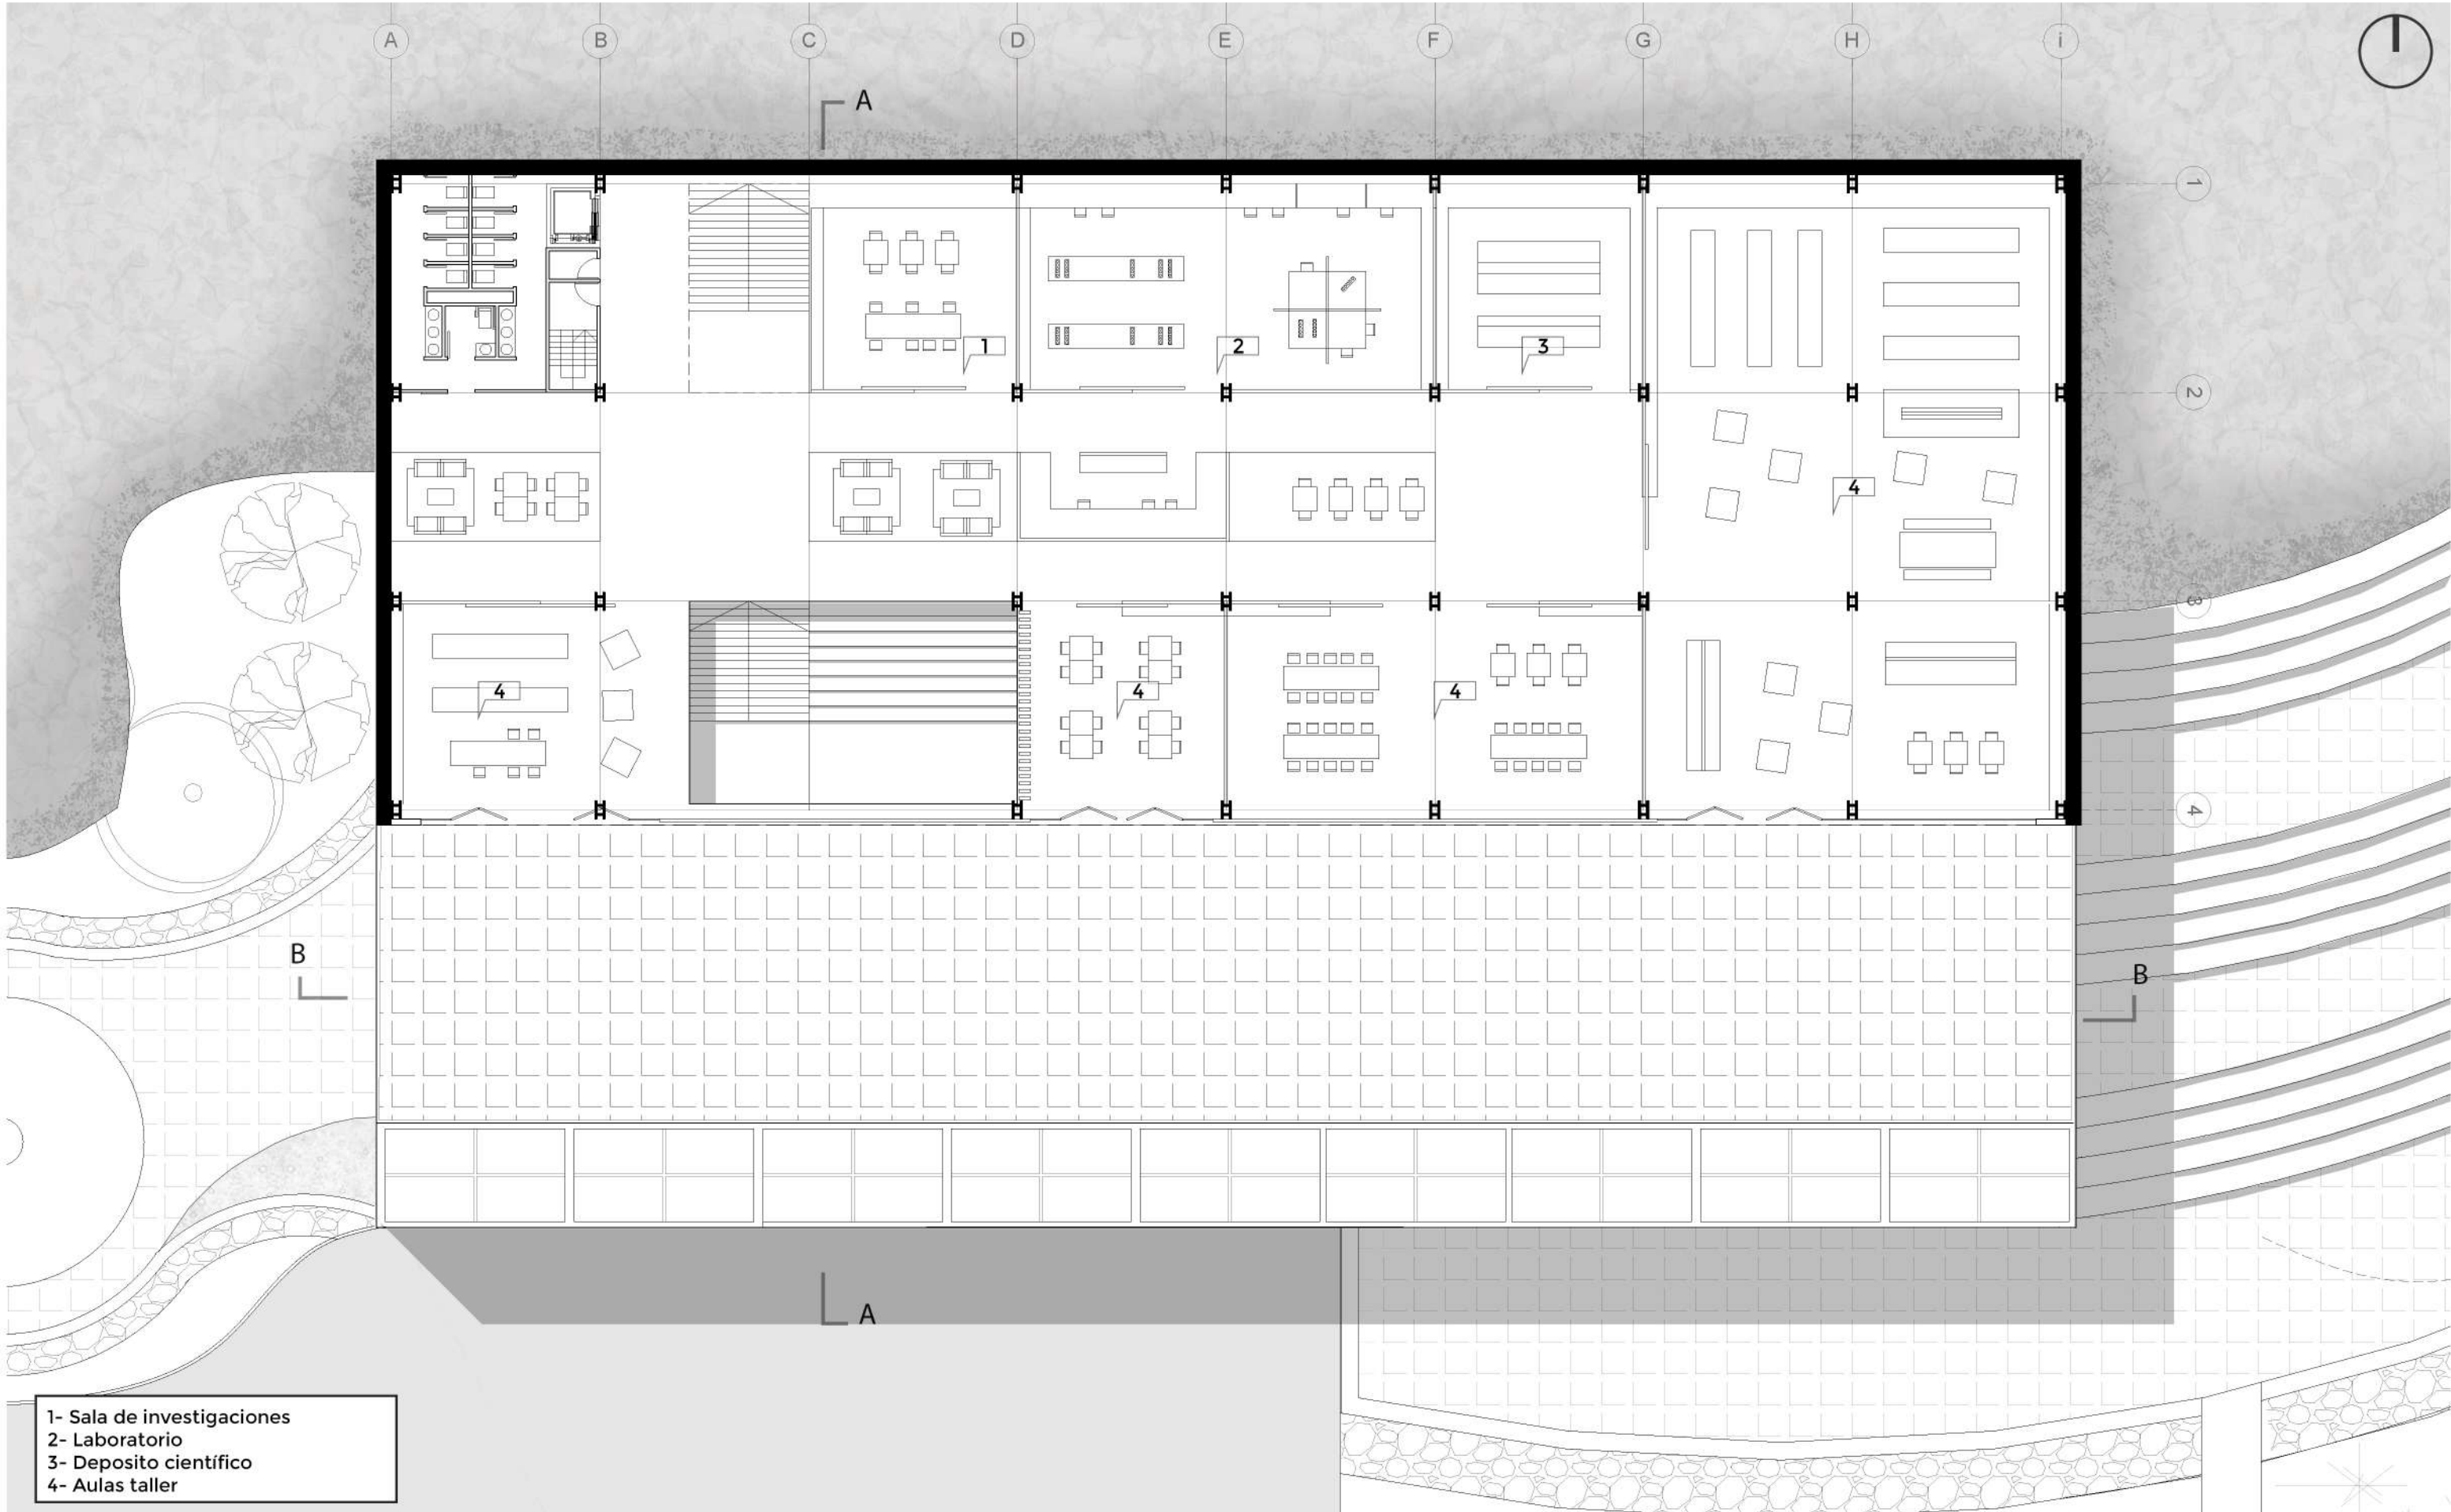 A B C D E F G H i
A
1
1 2 3
2
4
3
4 4 4
4
B
B
A
1- Sala de investigaciones
2- Laboratorio
3- Deposito científico
4- Aulas taller